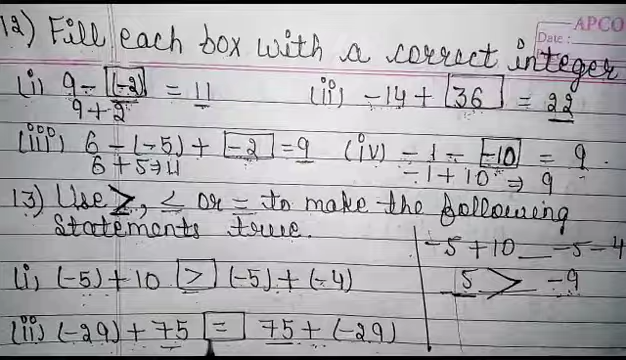 APCO
Date :
12) Fill each box with a correct integer
(i) 9 - (-2) = 11 (ii) -14 + 36 = 22
9 + 2
(iii) 6 - (-5) + -2 = 9 (iv) -1 - -10 = 9.
6 + 5 → 11 -1 + 10 ⇒ 9
13) Use >, < or = to make the following
statements true.
-5 + 10 _ -5 - 4
(i) (-5) + 10 > (-5) + (-4) 5 > -9
(ii) (-29) + 75 = 75 + (-29)